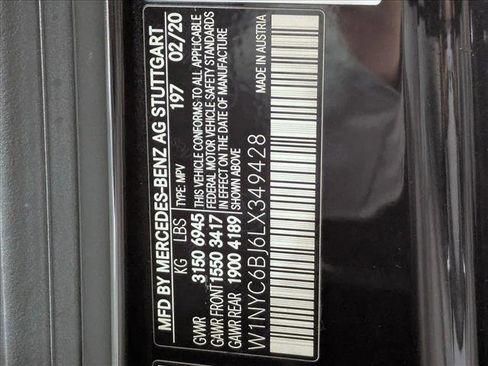 MFD BY MERCEDES-BENZ AG STUTTGART
197 02/20
KG LBS TYPE: MPV
GVWR 3150 6945 THIS VEHICLE CONFORMS TO ALL APPLICABLE
GAWR FRONT 1550 3417 FEDERAL MOTOR VEHICLE SAFETY STANDARDS
GAWR REAR 1900 4189 IN EFFECT ON THE DATE OF MANUFACTURE
SHOWN ABOVE
W1NYC6BJ6LX349428 MADE IN AUSTRIA